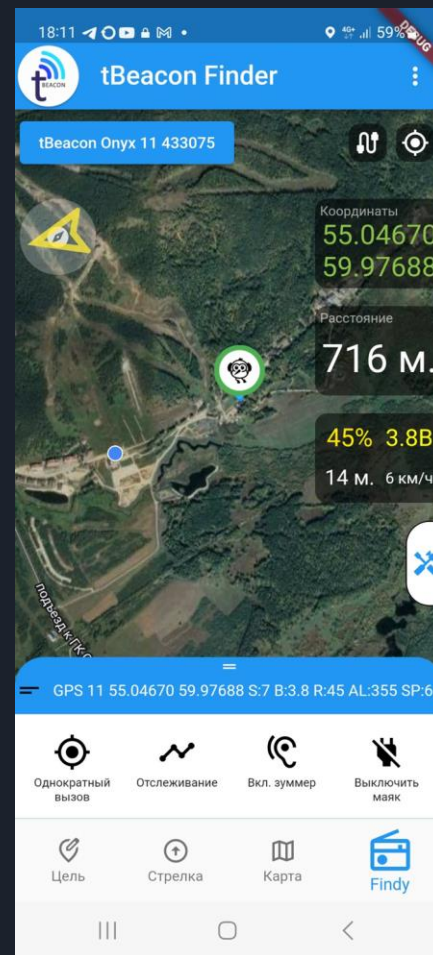 18:11
4G+
59%
DEBUG
t
BEACON
tBeacon Finder
tBeacon Onyx 11 433075
Координаты
55.04670
59.97688
Расстояние
716 м.
45% 3.8В
14 м. 6 км/ч
подъезд к ГК
GPS 11 55.04670 59.97688 S:7 B:3.8 R:45 AL:355 SP:6
Однократный
вызов
Отслеживание
Вкл. зуммер
Выключить
маяк
Цель
Стрелка
Карта
Findy